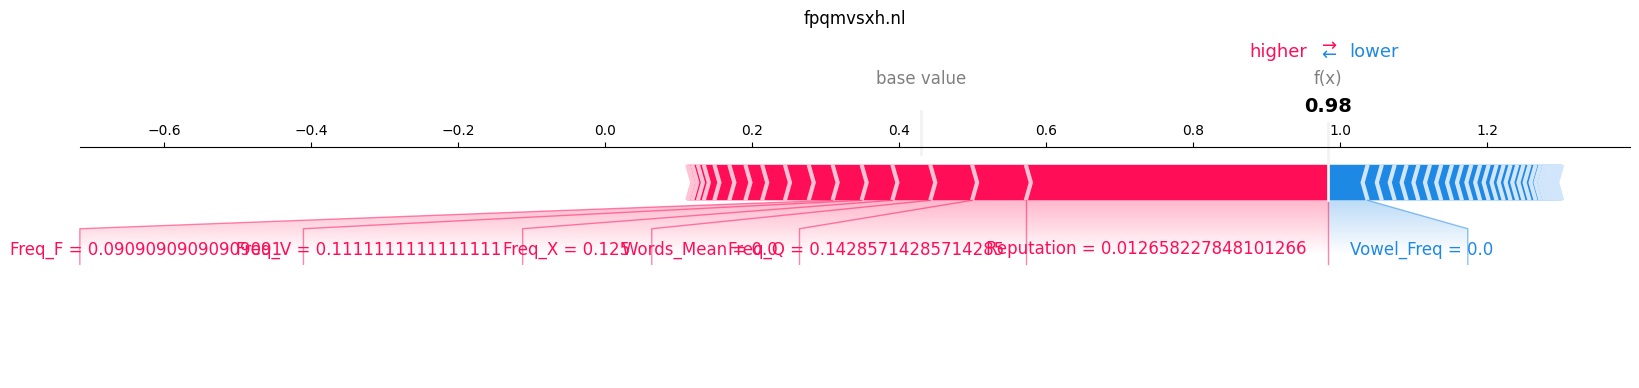 fpqmvsxh.nl
higher ⇄ lower
base value f(x)
0.98
−0.6 −0.4 −0.2 0.0 0.2 0.4 0.6 0.8 1.0 1.2
Freq_F = 0.09090909090909091 Freq_V = 0.1111111111111111 Freq_X = 0.125 Words_Mean = 0.0 Freq_Q = 0.14285714285714285 Reputation = 0.012658227848101266 Vowel_Freq = 0.0